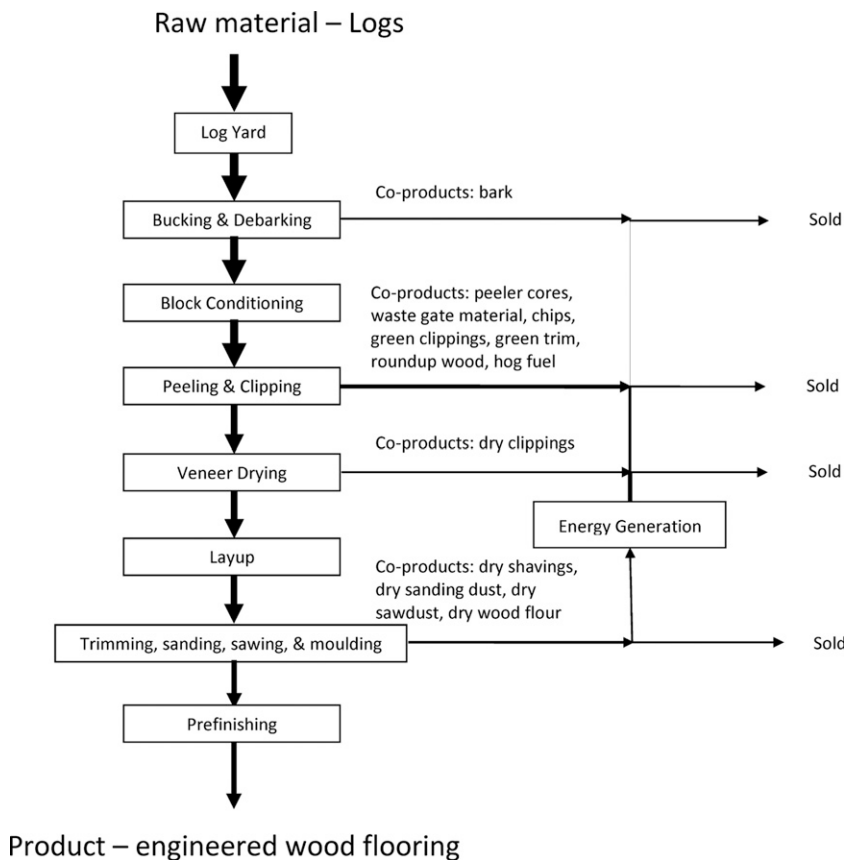 Raw material – Logs
Log Yard
Co-products: bark
Bucking & Debarking
Sold
Block Conditioning
Co-products: peeler cores,
waste gate material, chips,
green clippings, green trim,
roundup wood, hog fuel
Peeling & Clipping
Sold
Co-products: dry clippings
Veneer Drying
Sold
Energy Generation
Layup
Co-products: dry shavings,
dry sanding dust, dry
sawdust, dry wood flour
Trimming, sanding, sawing, & moulding
Sold
Prefinishing
Product – engineered wood flooring